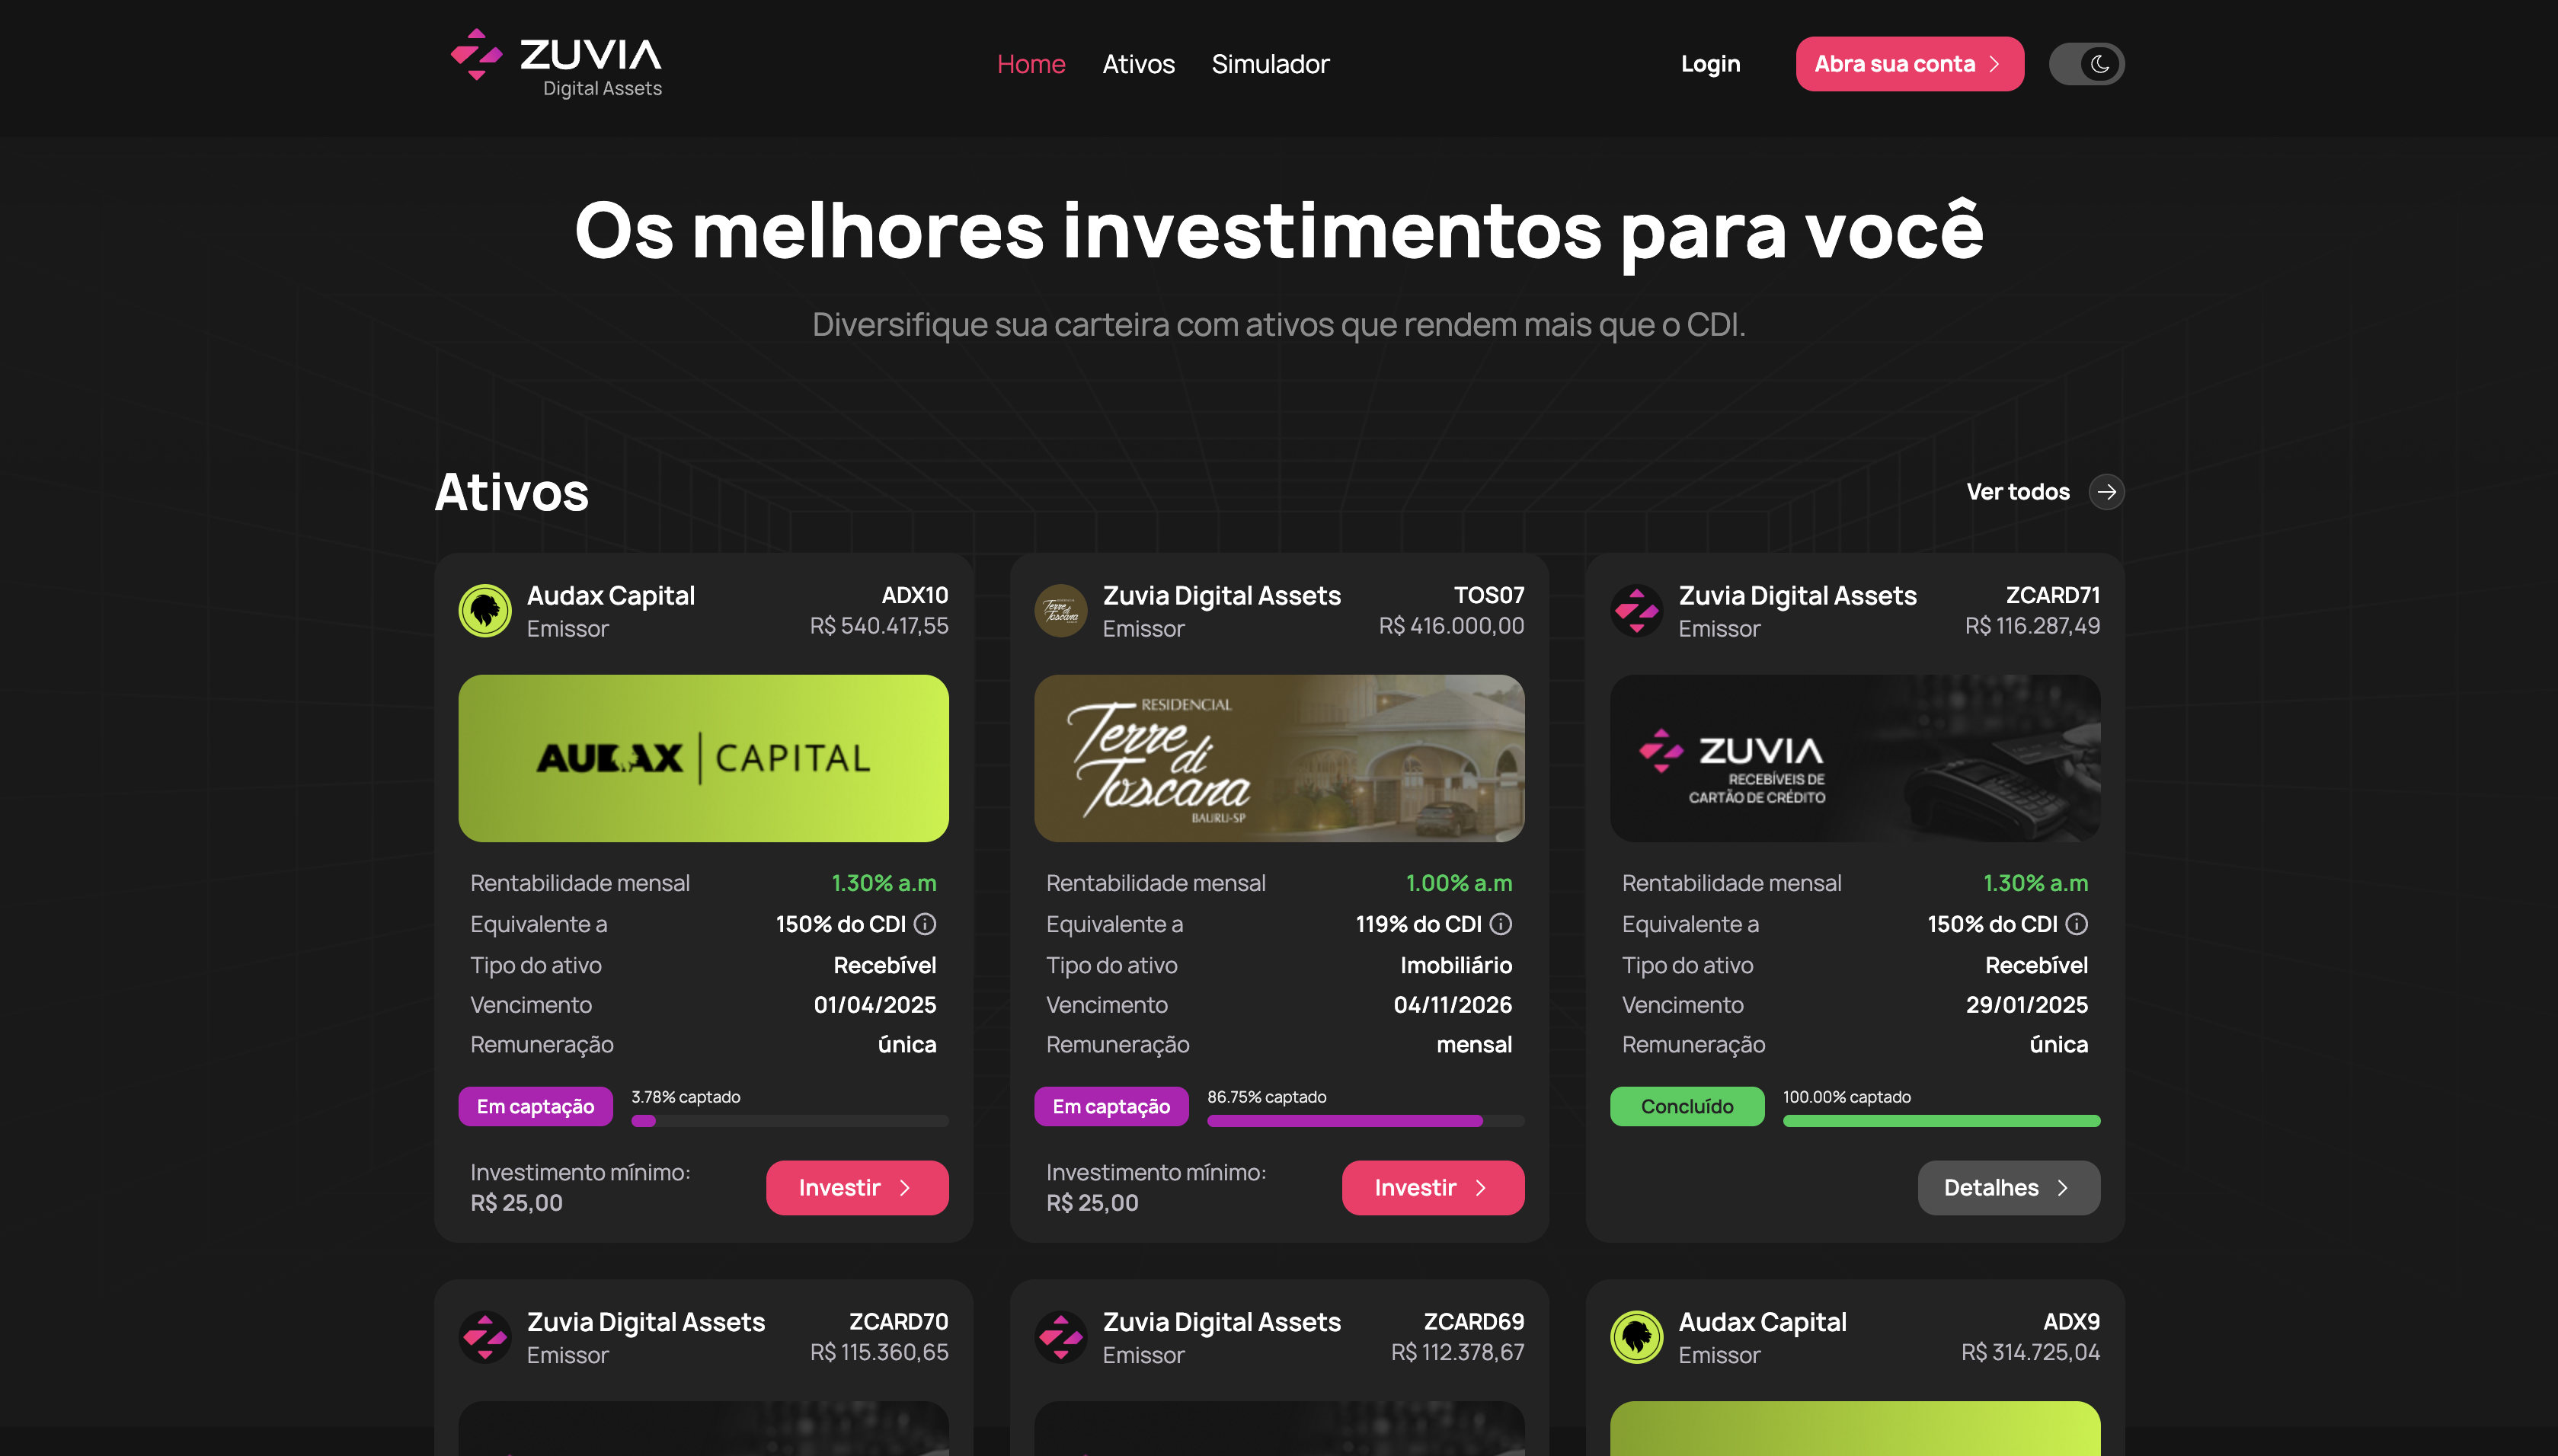 ZUVIA
Digital Assets
Home
Ativos
Simulador
Login
Abra sua conta
Os melhores investimentos para você
Diversifique sua carteira com ativos que rendem mais que o CDI.
Ativos
Ver todos
Audax Capital
Emissor
ADX10
R$ 540.417,55
AUDAX | CAPITAL
Rentabilidade mensal 1.30% a.m
Equivalente a 150% do CDI
Tipo do ativo Recebível
Vencimento 01/04/2025
Remuneração única
Em captação
3.78% captado
Investimento mínimo:
R$ 25,00
Investir
Zuvia Digital Assets
Emissor
TOS07
R$ 416.000,00
RESIDENCIAL
Terre
di
Toscana
BAURU-SP
Rentabilidade mensal 1.00% a.m
Equivalente a 119% do CDI
Tipo do ativo Imobiliário
Vencimento 04/11/2026
Remuneração mensal
Em captação
86.75% captado
Investimento mínimo:
R$ 25,00
Investir
Zuvia Digital Assets
Emissor
ZCARD71
R$ 116.287,49
ZUVIA
RECEBÍVEIS DE
CARTÃO DE CRÉDITO
Rentabilidade mensal 1.30% a.m
Equivalente a 150% do CDI
Tipo do ativo Recebível
Vencimento 29/01/2025
Remuneração única
Concluído
100.00% captado
Detalhes
Zuvia Digital Assets
Emissor
ZCARD70
R$ 115.360,65
Zuvia Digital Assets
Emissor
ZCARD69
R$ 112.378,67
Audax Capital
Emissor
ADX9
R$ 314.725,04